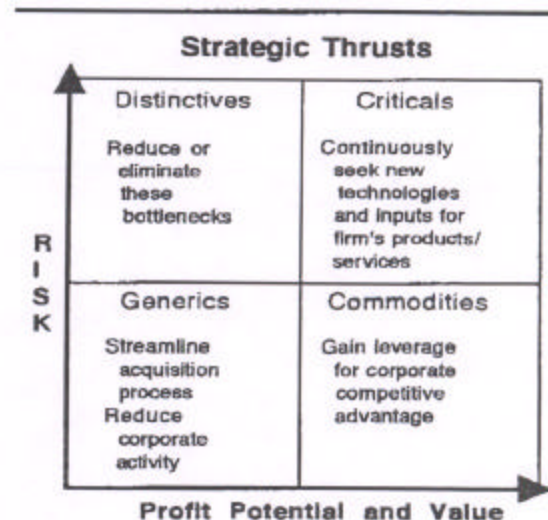 Strategic Thrusts
Distinctives
Reduce or
eliminate
these
bottlenecks
Criticals
Continuously
seek new
technologies
and inputs for
firm's products/
services
RISK
Generics
Streamline
acquisition
process
Reduce
corporate
activity
Commodities
Gain leverage
for corporate
competitive
advantage
Profit Potential and Value